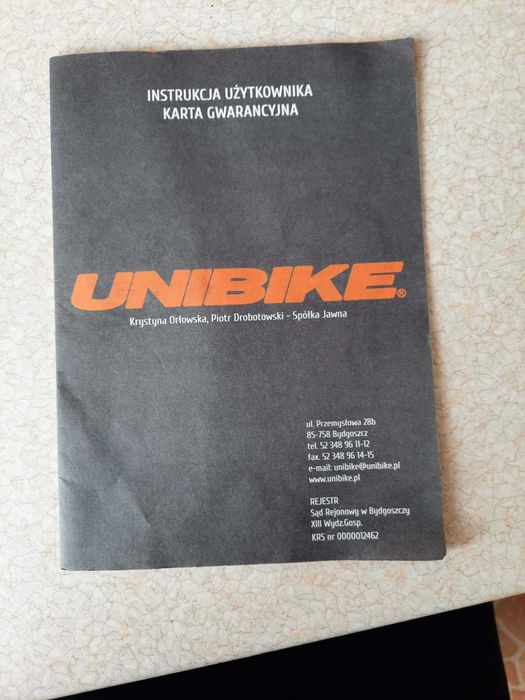 INSTRUKCJA UŻYTKOWNIKA
KARTA GWARANCYJNA
UNIBIKE®
Krystyna Orłowska, Piotr Drobotowski - Spółka Jawna
ul. Przemysłowa 28b
85-758 Bydgoszcz
tel. 52 348 96 11-12
fax. 52 348 96 14-15
e-mail: unibike@unibike.pl
www.unibike.pl
REJESTR
Sąd Rejonowy w Bydgoszczy
XIII Wydz.Gosp.
KRS nr 0000012462